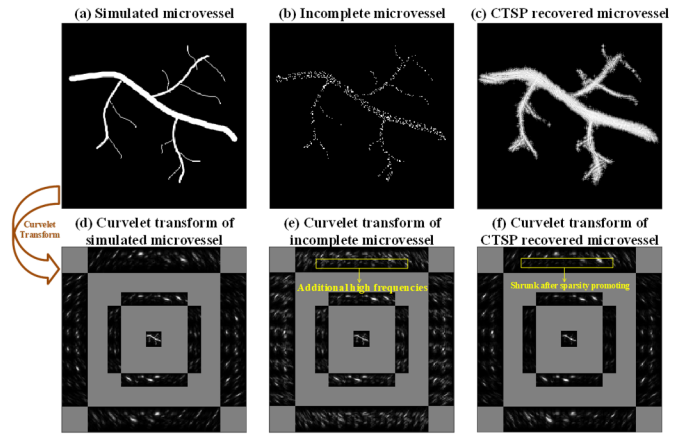 (a) Simulated microvessel
(b) Incomplete microvessel
(c) CTSP recovered microvessel
Curvelet
Transform
(d) Curvelet transform of
simulated microvessel
(e) Curvelet transform of
incomplete microvessel
(f) Curvelet transform of
CTSP recovered microvessel
Additional high frequencies
Shrunk after sparsity promoting